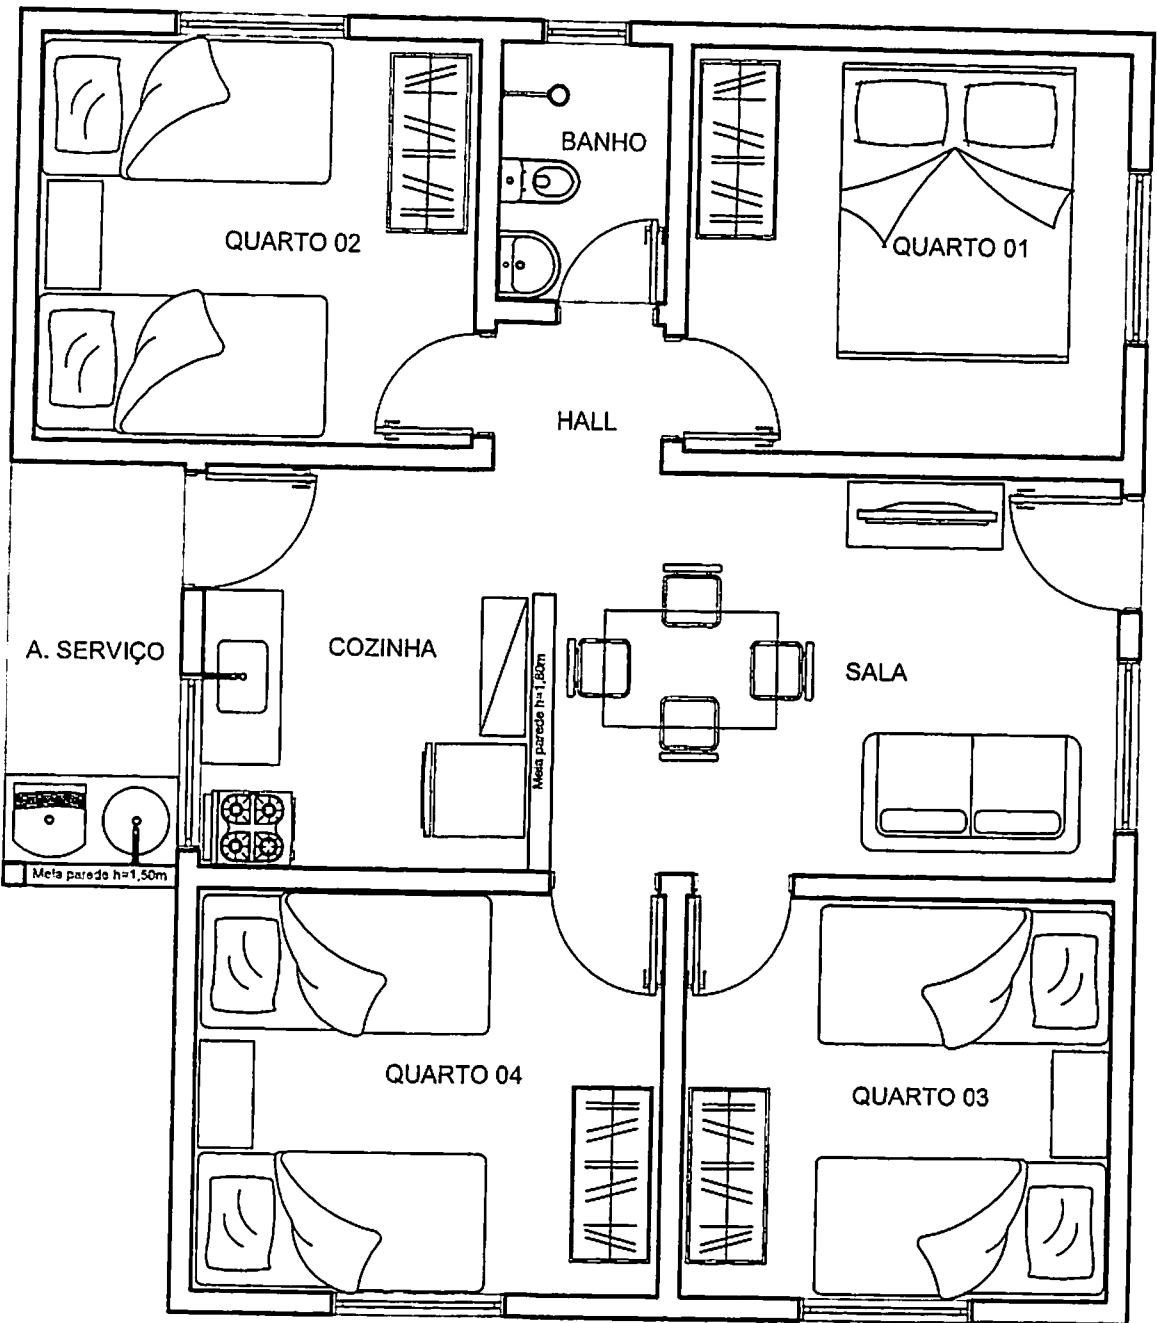 BANHO
QUARTO 02
QUARTO 01
HALL
A. SERVIÇO
COZINHA
Meia parede h=1,80m
SALA
Meia parede h=1,50m
QUARTO 04
QUARTO 03